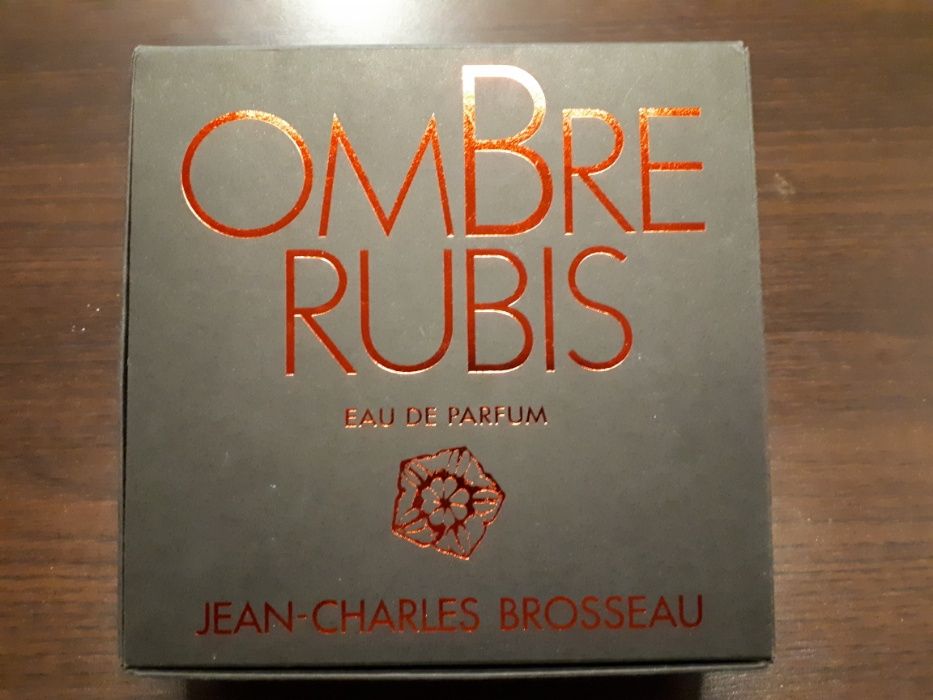 OMBRE
RUBIS
EAU DE PARFUM
JEAN-CHARLES BROSSEAU